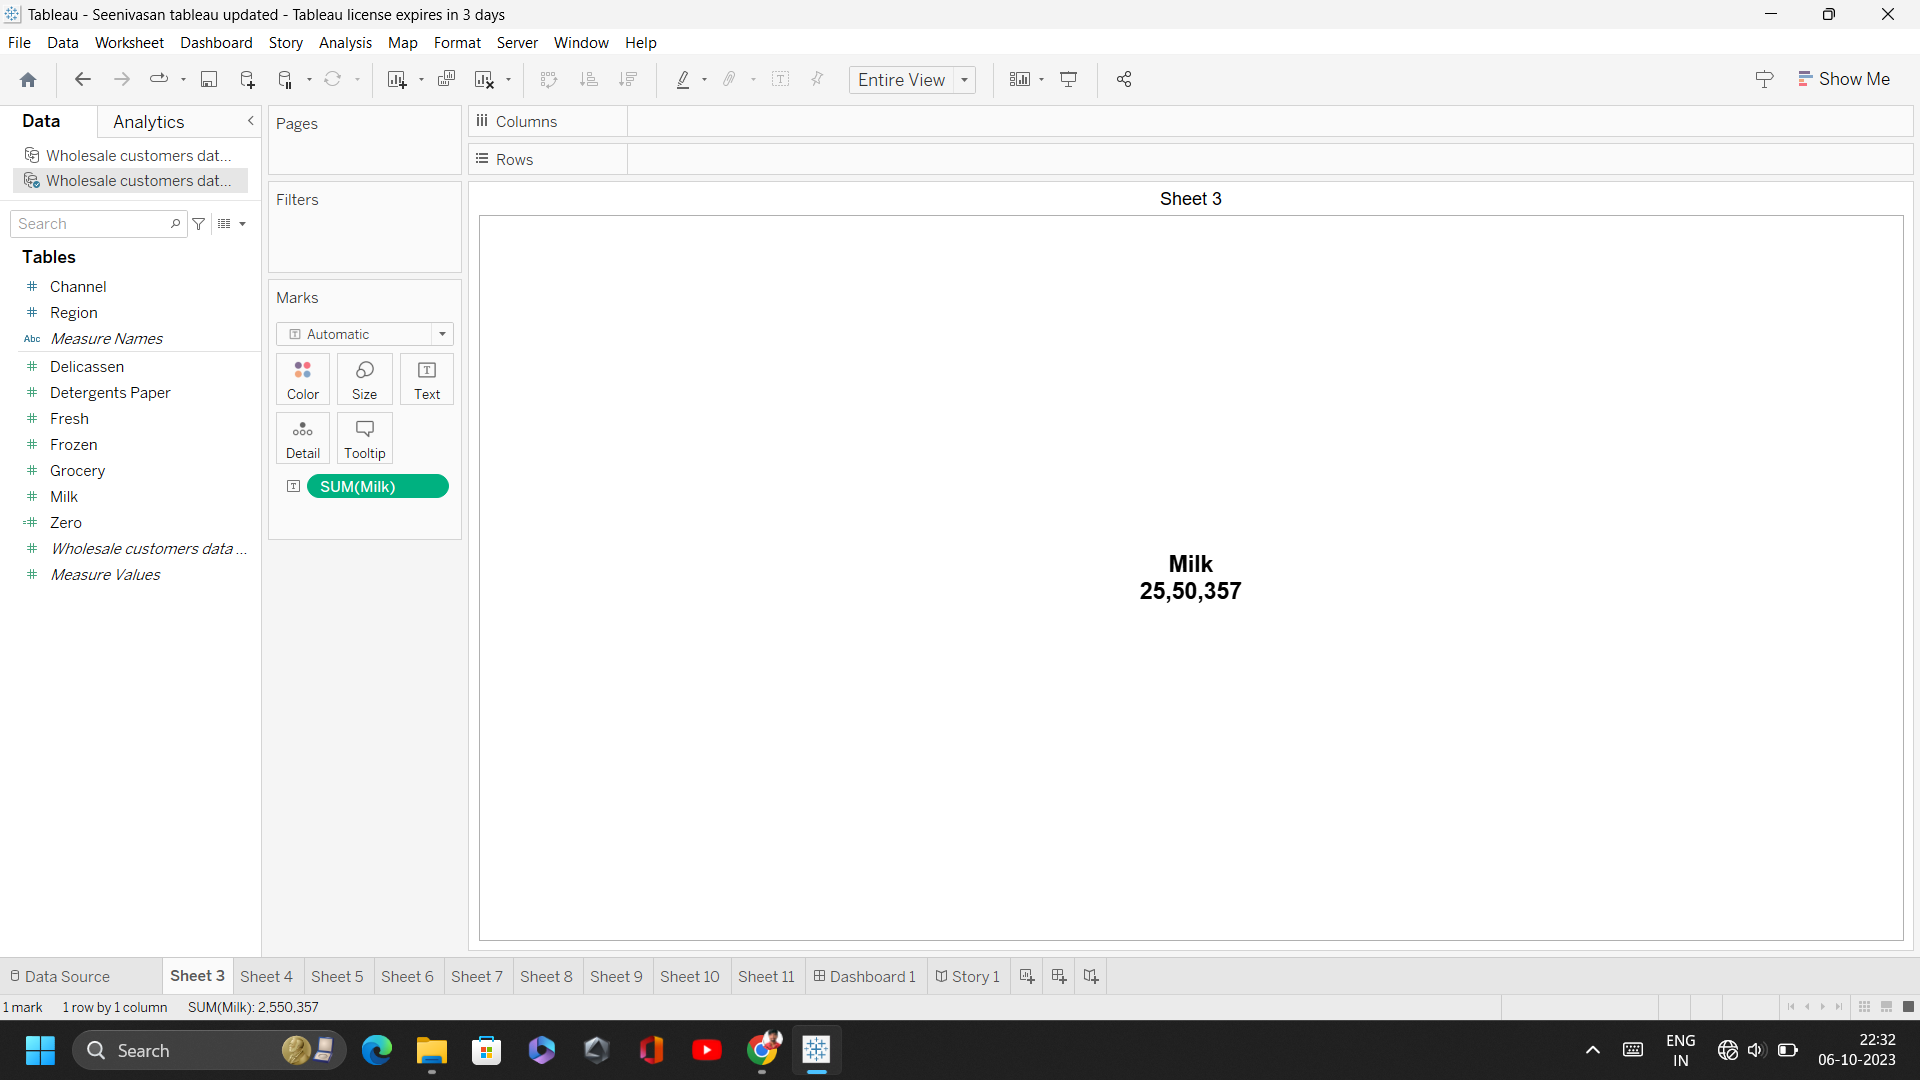 Tableau - Seenivasan tableau updated - Tableau license expires in 3 days
File Data Worksheet Dashboard Story Analysis Map Format Server Window Help
Entire View
Show Me
Data Analytics
Wholesale customers dat...
Wholesale customers dat...
Search
Tables
Channel
Region
Abc Measure Names
Delicassen
Detergents Paper
Fresh
Frozen
Grocery
Milk
Zero
Wholesale customers data ...
Measure Values
Pages
Filters
Marks
Automatic
Color Size Text
Detail Tooltip
SUM(Milk)
Columns
Rows
Sheet 3
Milk
25,50,357
Data Source Sheet 3 Sheet 4 Sheet 5 Sheet 6 Sheet 7 Sheet 8 Sheet 9 Sheet 10 Sheet 11 Dashboard 1 Story 1
1 mark 1 row by 1 column SUM(Milk): 2,550,357
Search
ENG
IN
22:32
06-10-2023